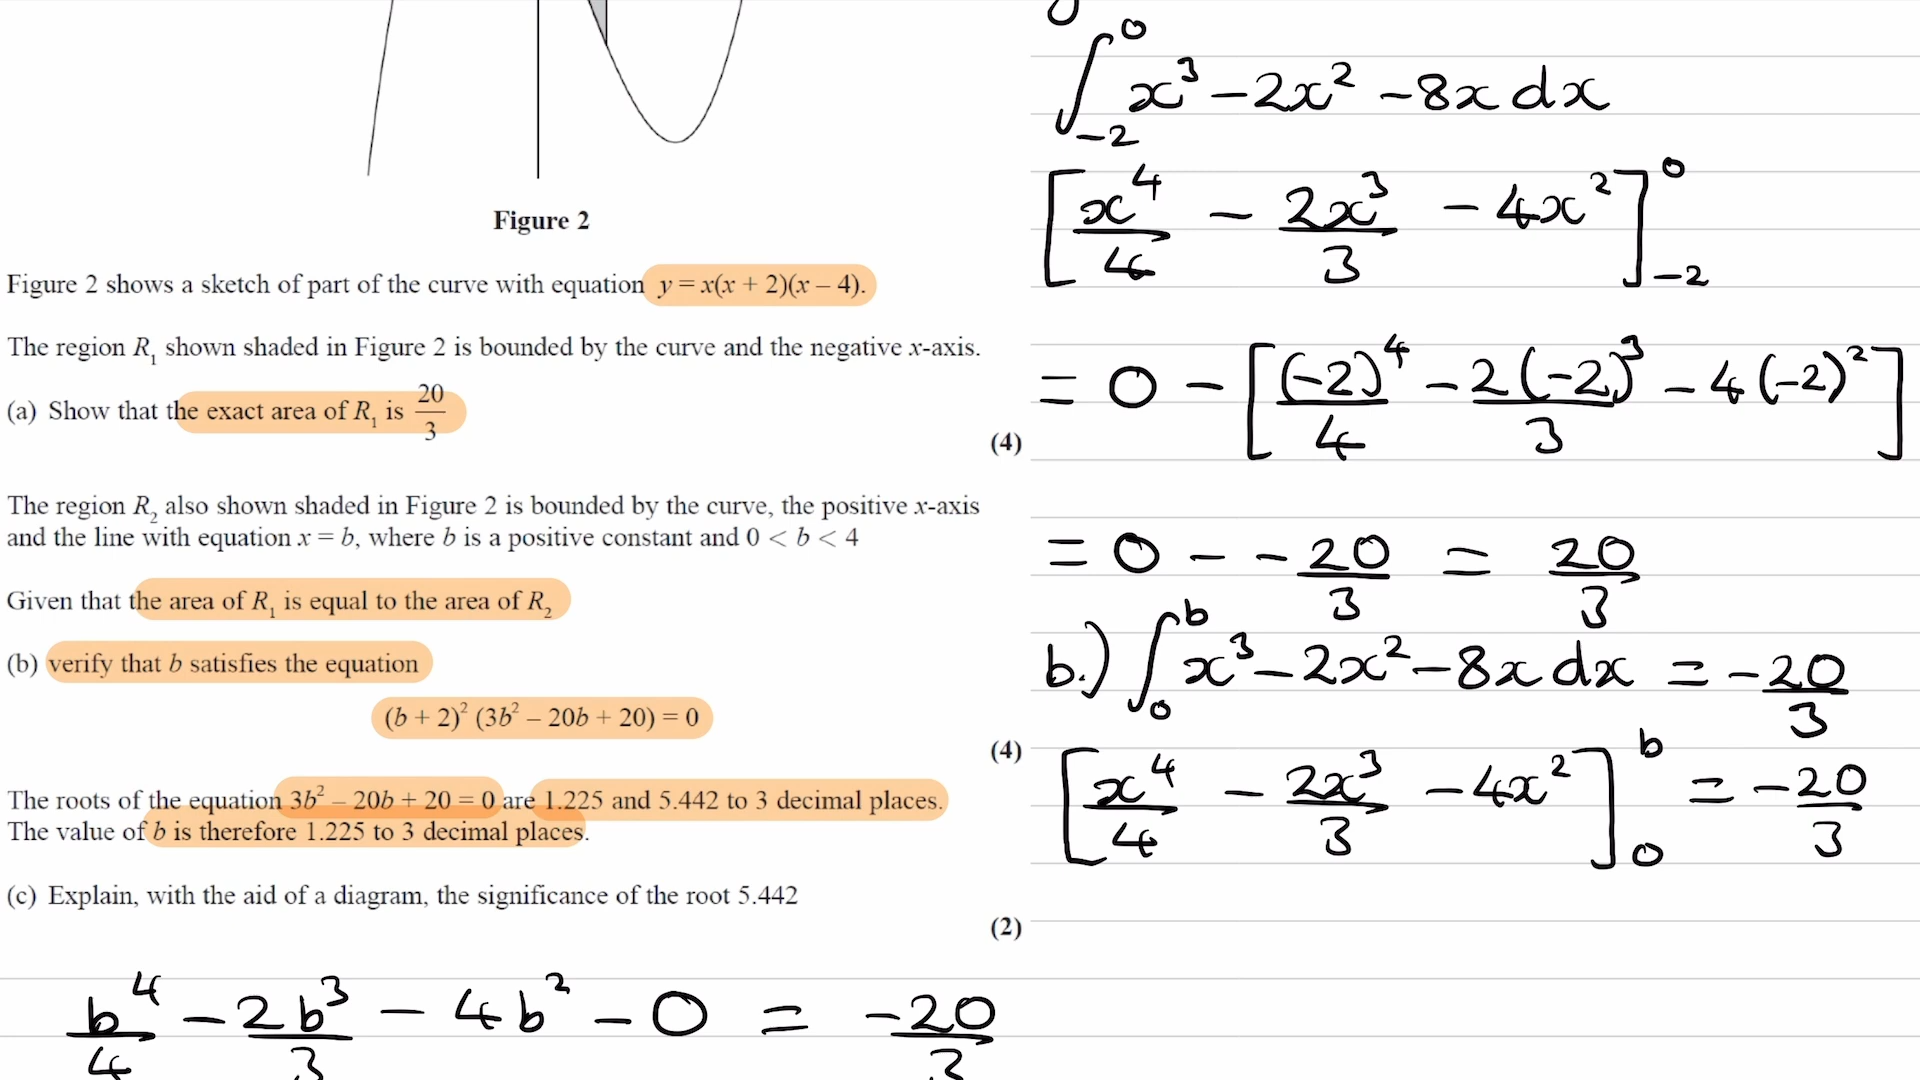 Figure 2
Figure 2 shows a sketch of part of the curve with equation y = x(x + 2)(x – 4).
The region R₁ shown shaded in Figure 2 is bounded by the curve and the negative x-axis.
(a) Show that the exact area of R₁ is 20/3
(4)
The region R₂ also shown shaded in Figure 2 is bounded by the curve, the positive x-axis
and the line with equation x = b, where b is a positive constant and 0 < b < 4
Given that the area of R₁ is equal to the area of R₂
(b) verify that b satisfies the equation
(b + 2)² (3b² – 20b + 20) = 0
(4)
The roots of the equation 3b² – 20b + 20 = 0 are 1.225 and 5.442 to 3 decimal places.
The value of b is therefore 1.225 to 3 decimal places.
(c) Explain, with the aid of a diagram, the significance of the root 5.442
(2)
∫₋₂⁰ x³ – 2x² – 8x dx
[x⁴/4 – 2x³/3 – 4x²]₋₂⁰
= 0 – [(-2)⁴/4 – 2(-2)³/3 – 4(-2)²]
= 0 – – 20/3 = 20/3
b.) ∫₀ᵇ x³ – 2x² – 8x dx = –20/3
[x⁴/4 – 2x³/3 – 4x²]₀ᵇ = –20/3
b⁴/4 – 2b³/3 – 4b² – 0 = –20/3